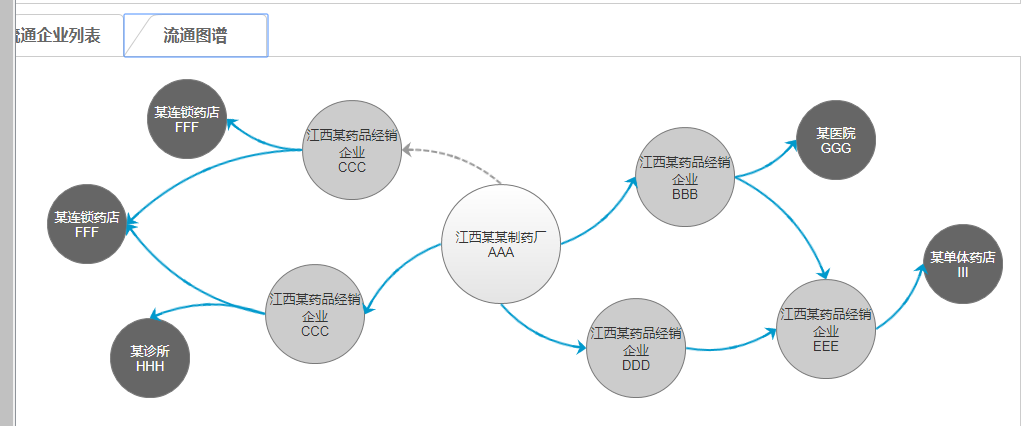 流通企业列表
流通图谱
某连锁药店
FFF
江西某药品经销
企业
CCC
某医院
GGG
江西某药品经销
企业
BBB
某连锁药店
FFF
江西某某制药厂
AAA
某单体药店
III
江西某药品经销
企业
CCC
江西某药品经销
企业
EEE
江西某药品经销
企业
DDD
某诊所
HHH